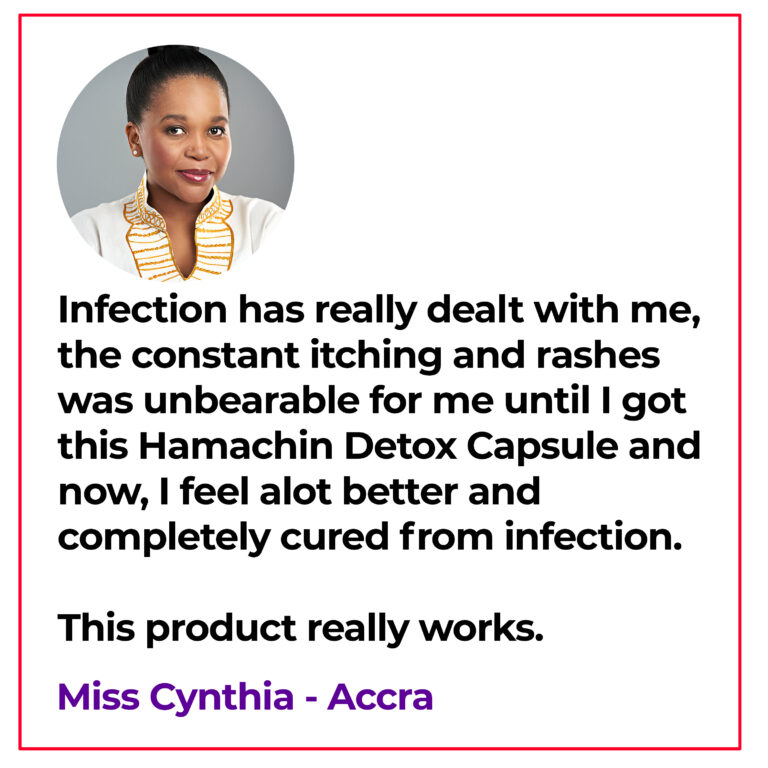 Infection has really dealt with me,
the constant itching and rashes
was unbearable for me until I got
this Hamachin Detox Capsule and
now, I feel alot better and
completely cured from infection.
This product really works.
Miss Cynthia - Accra